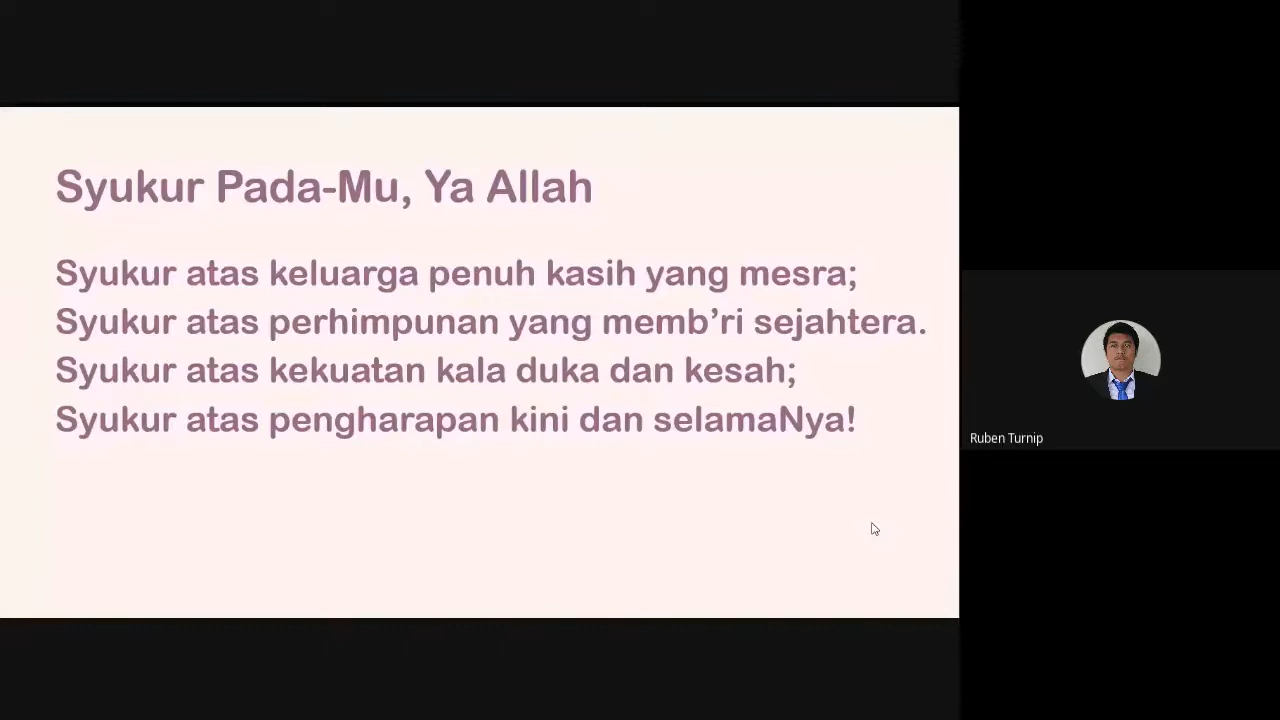 Syukur Pada-Mu, Ya Allah
Syukur atas keluarga penuh kasih yang mesra;
Syukur atas perhimpunan yang memb’ri sejahtera.
Syukur atas kekuatan kala duka dan kesah;
Syukur atas pengharapan kini dan selamaNya!
Ruben Turnip